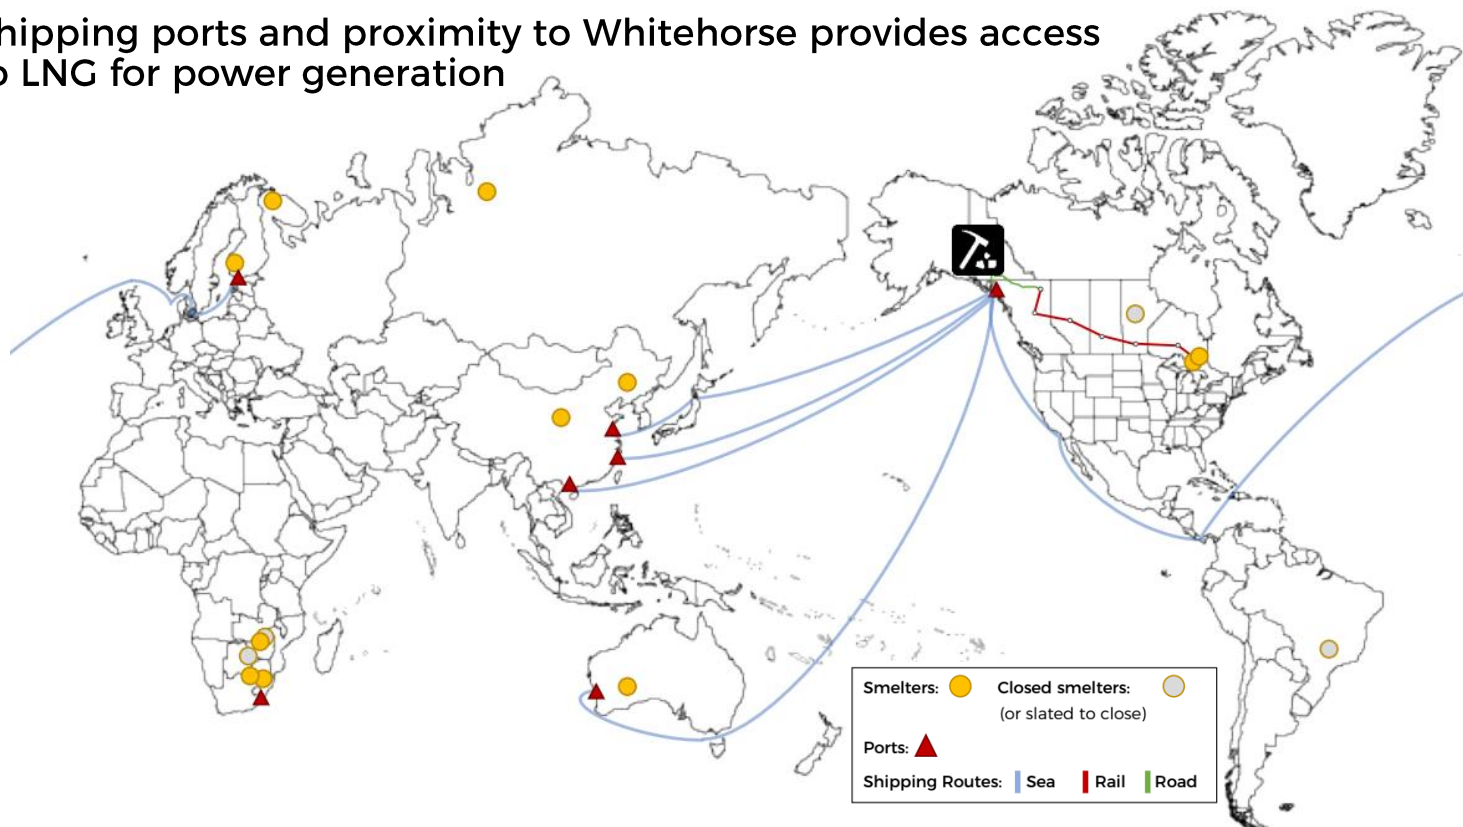 hipping ports and proximity to Whitehorse provides access
o LNG for power generation
Smelters: Closed smelters:
(or slated to close)
Ports:
Shipping Routes: Sea Rail Road